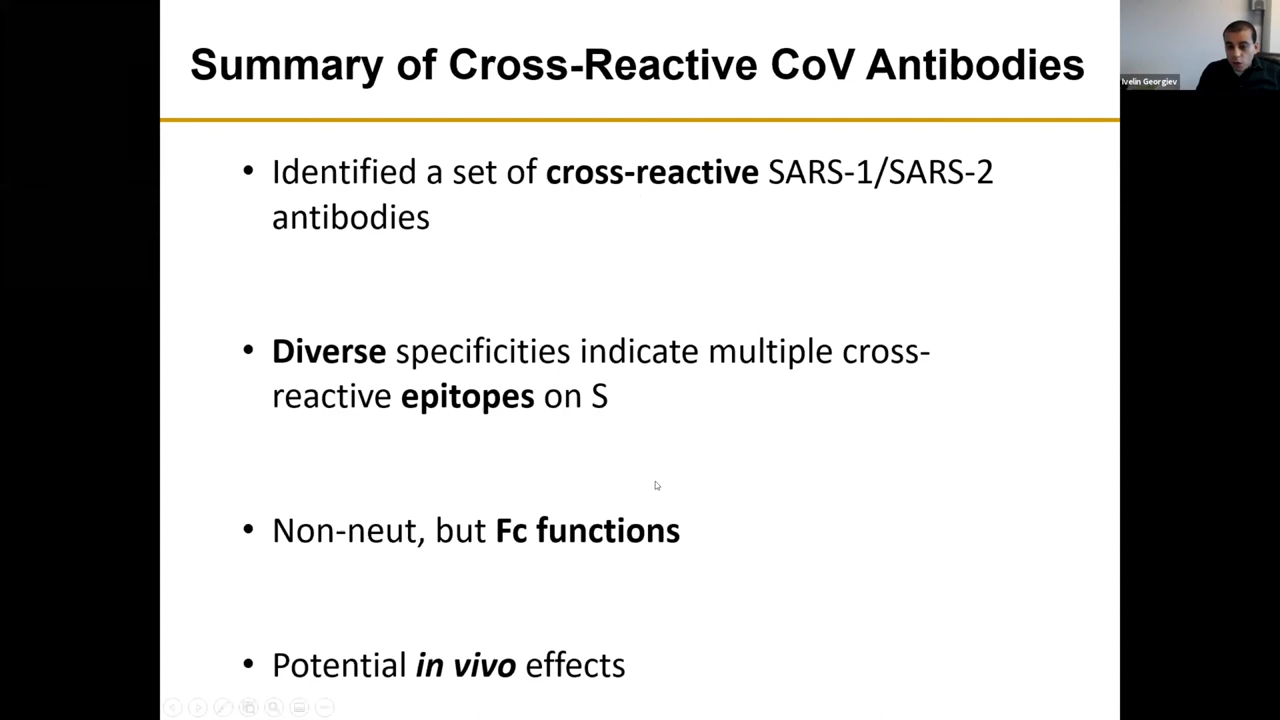 Summary of Cross-Reactive CoV Antibodies
Ivelin Georgiev
• Identified a set of cross-reactive SARS-1/SARS-2
antibodies
• Diverse specificities indicate multiple cross-
reactive epitopes on S
• Non-neut, but Fc functions
• Potential in vivo effects